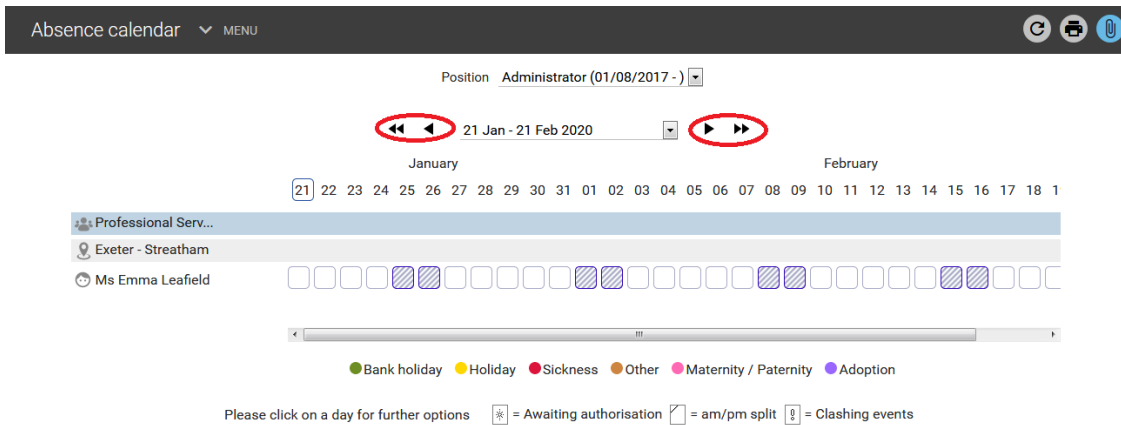 Absence calendar MENU
Position Administrator (01/08/2017 - )
21 Jan - 21 Feb 2020
January February
21 22 23 24 25 26 27 28 29 30 31 01 02 03 04 05 06 07 08 09 10 11 12 13 14 15 16 17 18 1
Professional Serv...
Exeter - Streatham
Ms Emma Leafield
Bank holiday Holiday Sickness Other Maternity / Paternity Adoption
Please click on a day for further options = Awaiting authorisation = am/pm split = Clashing events